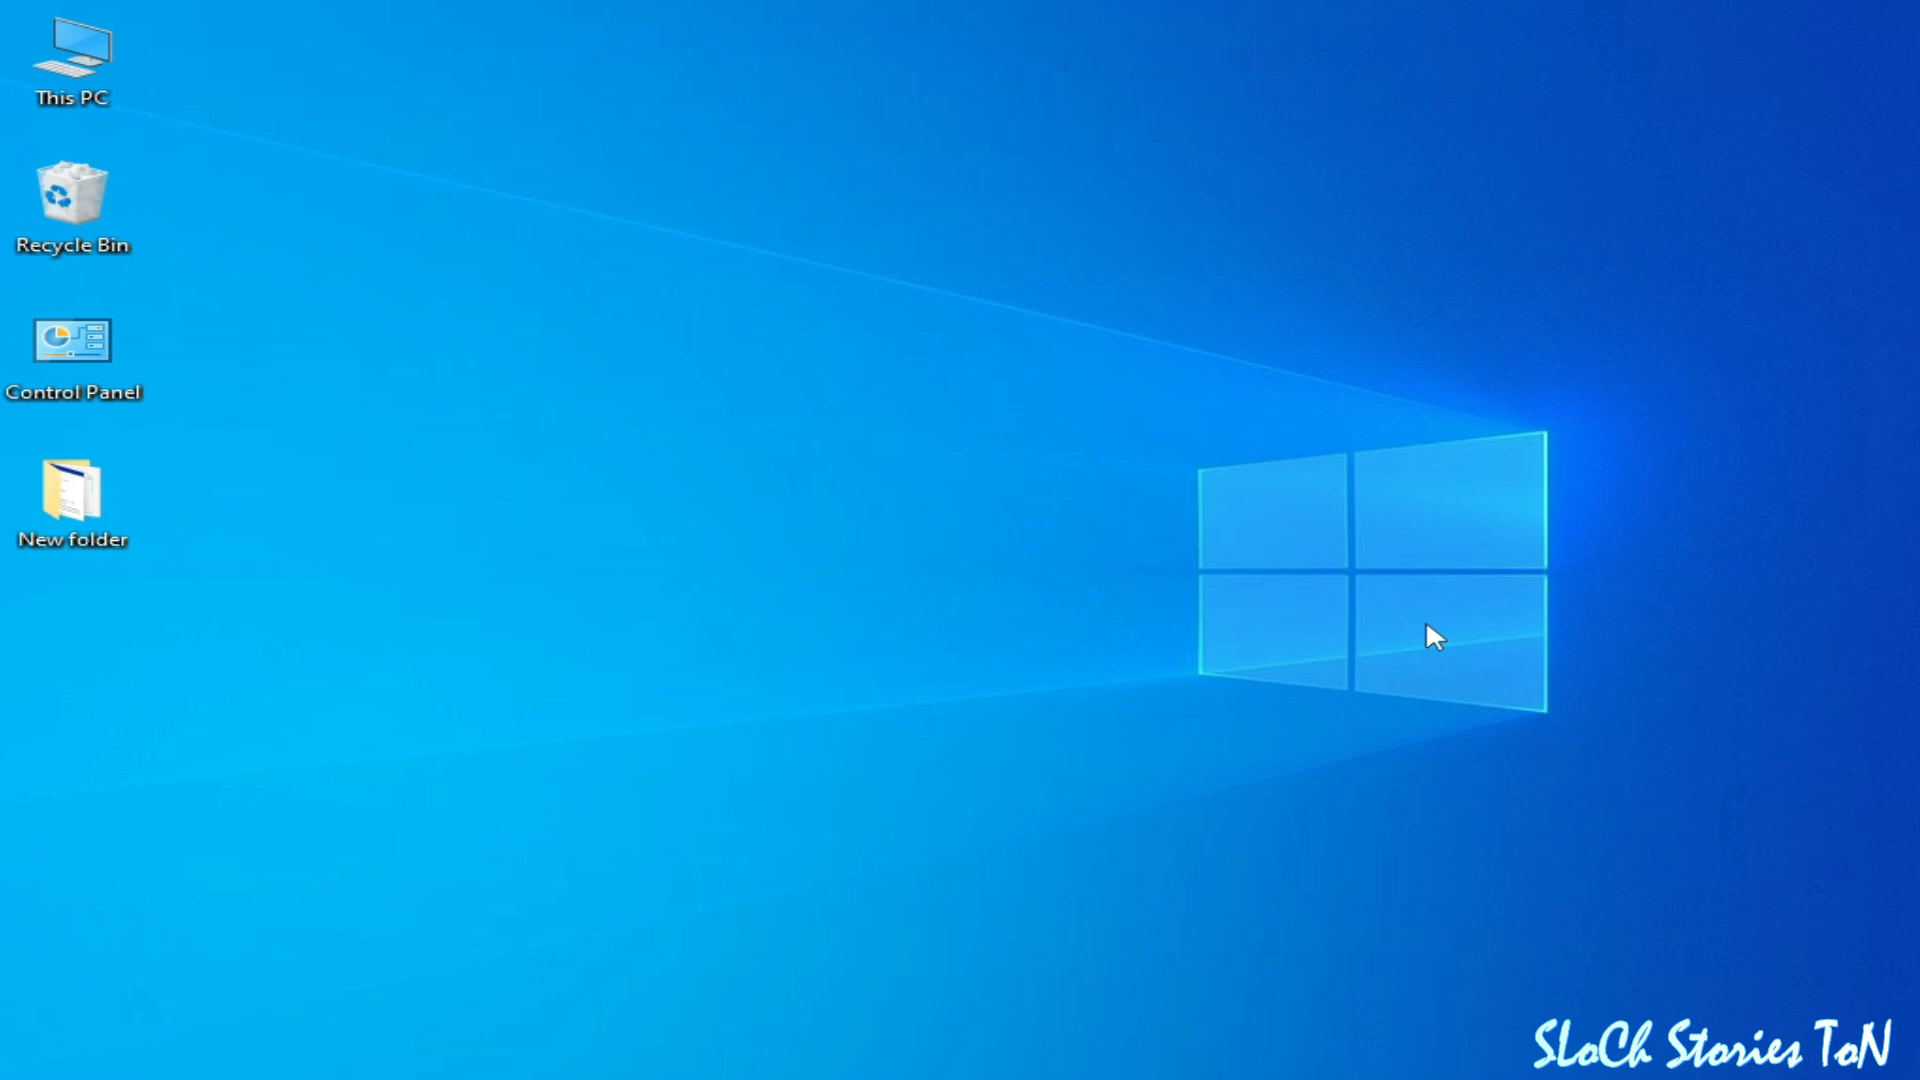 This PC
Recycle Bin
Control Panel
New folder
SLoCh Stories ToN